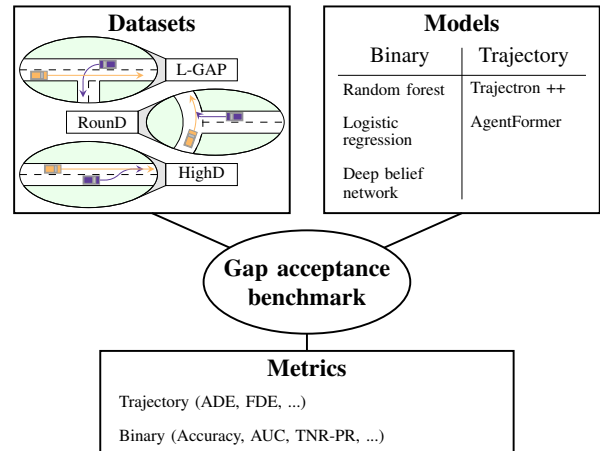 Datasets
L-GAP
RounD
HighD
Models
Binary Trajectory
Random forest Trajectron ++
Logistic AgentFormer
regression
Deep belief
network
Gap acceptance
benchmark
Metrics
Trajectory (ADE, FDE, ...)
Binary (Accuracy, AUC, TNR-PR, ...)